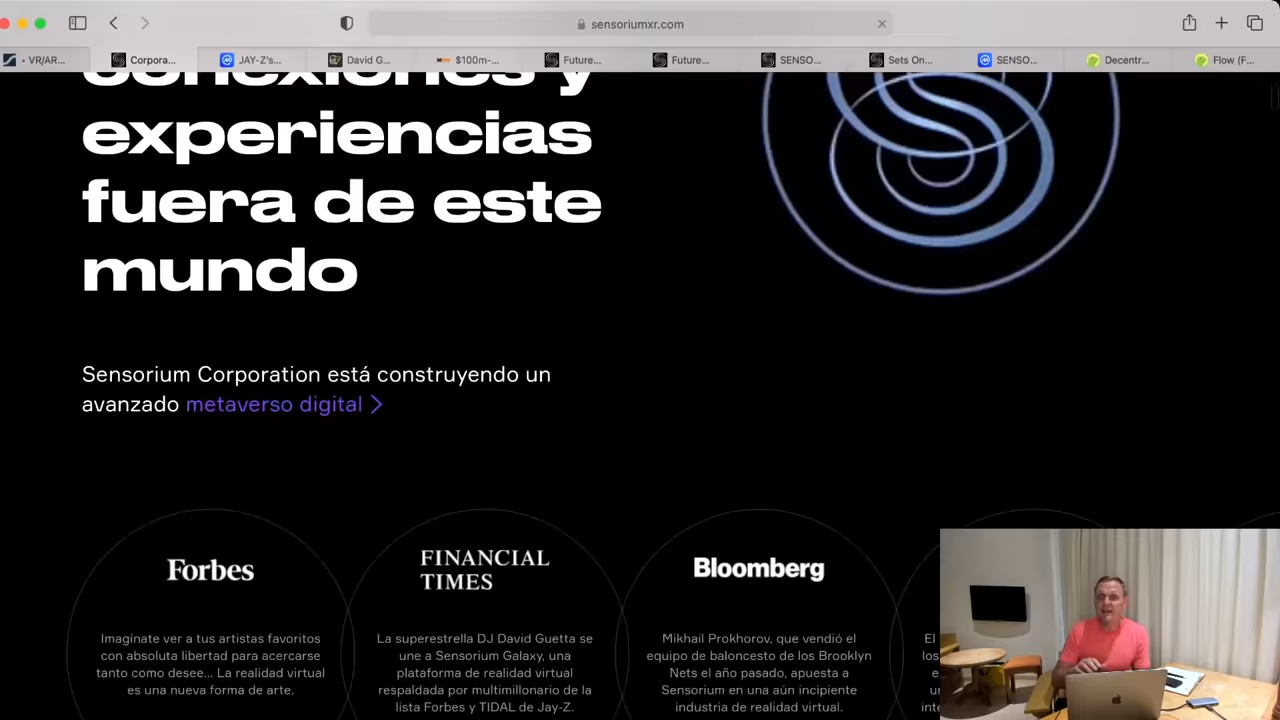 sensoriumxr.com
VR/AR...
Corpora...
JAY-Z's...
David G...
$100m-...
Future...
Future...
SENSO...
Sets On...
SENSO...
Decentr...
Flow (F...
conexiones y
experiencias
fuera de este
mundo
Sensorium Corporation está construyendo un
avanzado metaverso digital >
Forbes
Imagínate ver a tus artistas favoritos
con absoluta libertad para acercarse
tanto como desee... La realidad virtual
es una nueva forma de arte.
FINANCIAL
TIMES
La superestrella DJ David Guetta se
une a Sensorium Galaxy, una
plataforma de realidad virtual
respaldada por multimillonario de la
lista Forbes y TIDAL de Jay-Z.
Bloomberg
Mikhail Prokhorov, que vendió el
equipo de baloncesto de los Brooklyn
Nets el año pasado, apuesta a
Sensorium en una aún incipiente
industria de realidad virtual.
El
los